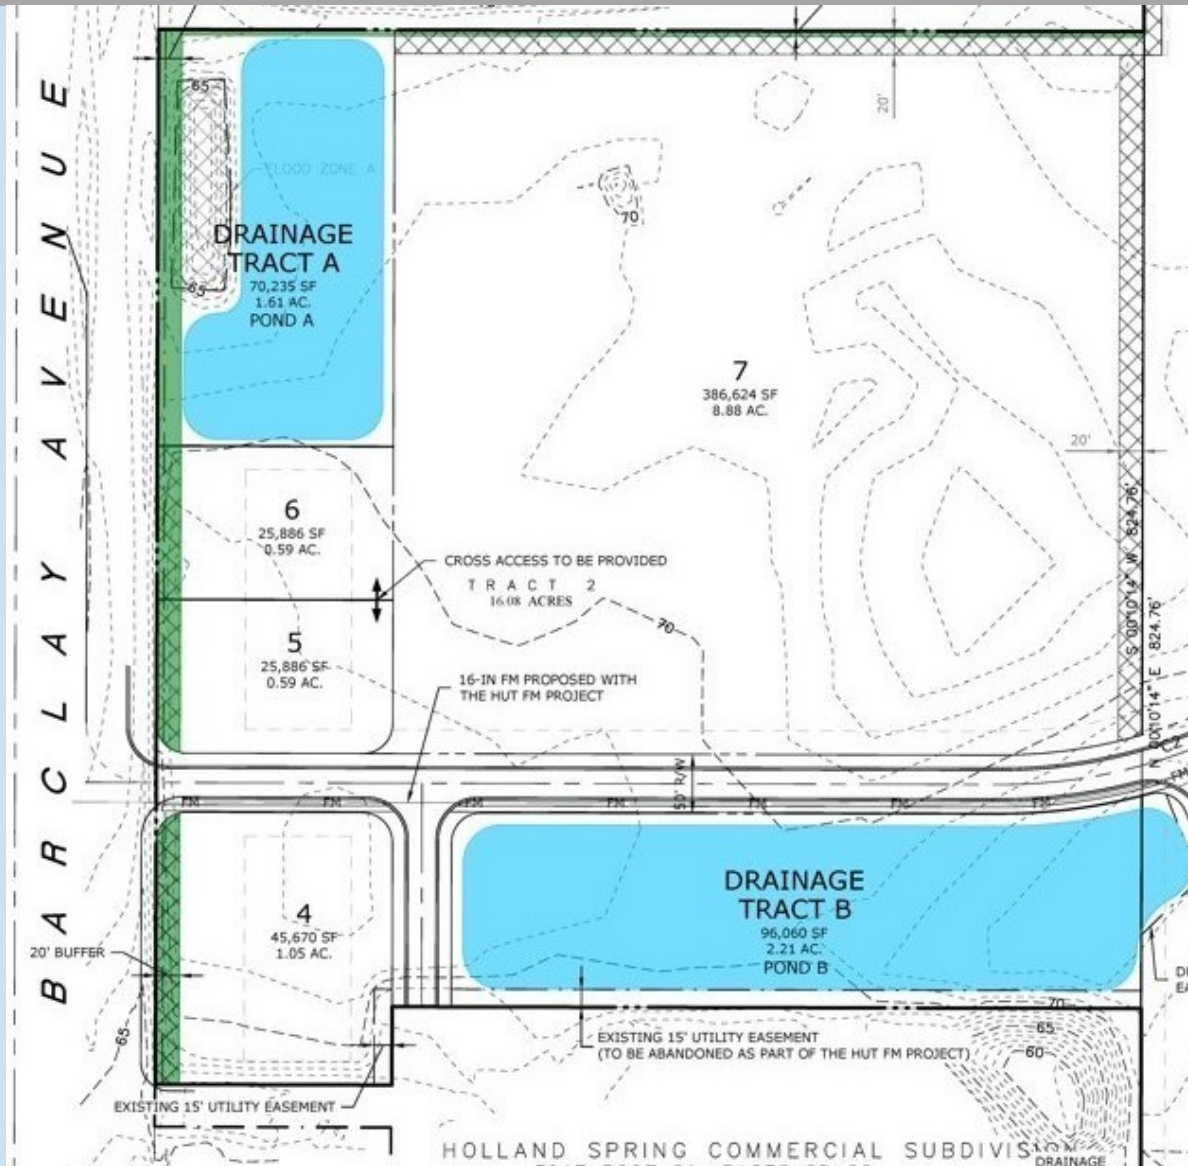 BARCLAY AVENUE
65
FLOOD ZONE A
DRAINAGE
TRACT A
70,235 SF
1.61 AC.
POND A
65
20'
70
7
386,624 SF
8.88 AC.
20'
6
25,886 SF
0.59 AC.
CROSS ACCESS TO BE PROVIDED
TRACT 2
16.08 ACRES
70
5
25,886 SF
0.59 AC.
16-IN FM PROPOSED WITH
THE HUT FM PROJECT
S 00°10'14" W 824.76'
N 00°10'14" E 824.76'
C2
50' R/W
FM FM FM FM FM FM FM FM
4
45,670 SF
1.05 AC.
20' BUFFER
DRAINAGE
TRACT B
96,060 SF
2.21 AC.
POND B
70
65
60
65
EXISTING 15' UTILITY EASEMENT
(TO BE ABANDONED AS PART OF THE HUT FM PROJECT)
EXISTING 15' UTILITY EASEMENT
HOLLAND SPRING COMMERCIAL SUBDIVISION
DRAINAGE